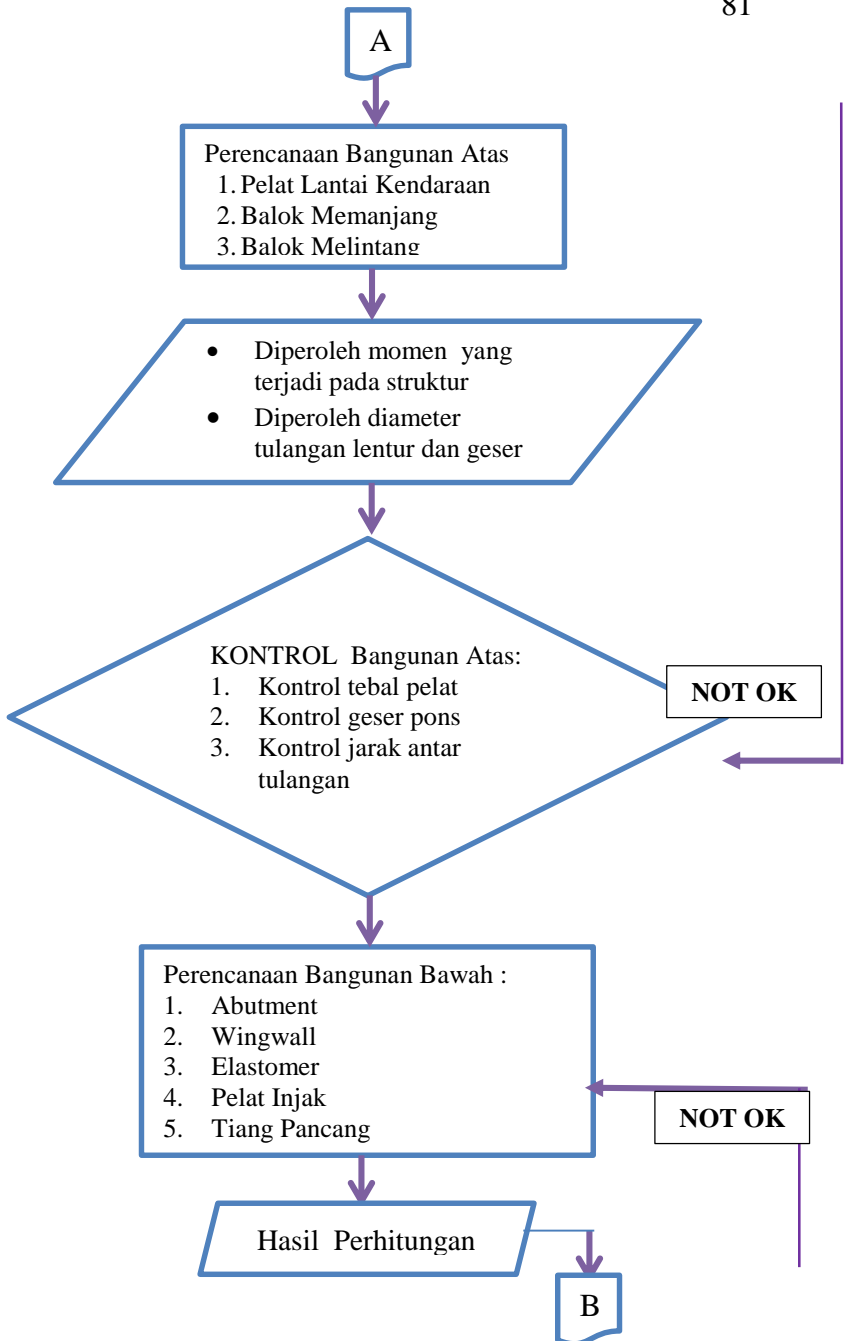 81
A
Perencanaan Bangunan Atas
1. Pelat Lantai Kendaraan
2. Balok Memanjang
3. Balok Melintang
• Diperoleh momen yang
terjadi pada struktur
• Diperoleh diameter
tulangan lentur dan geser
KONTROL Bangunan Atas:
1. Kontrol tebal pelat
2. Kontrol geser pons
3. Kontrol jarak antar
tulangan
NOT OK
Perencanaan Bangunan Bawah :
1. Abutment
2. Wingwall
3. Elastomer
4. Pelat Injak
5. Tiang Pancang
NOT OK
Hasil Perhitungan
B